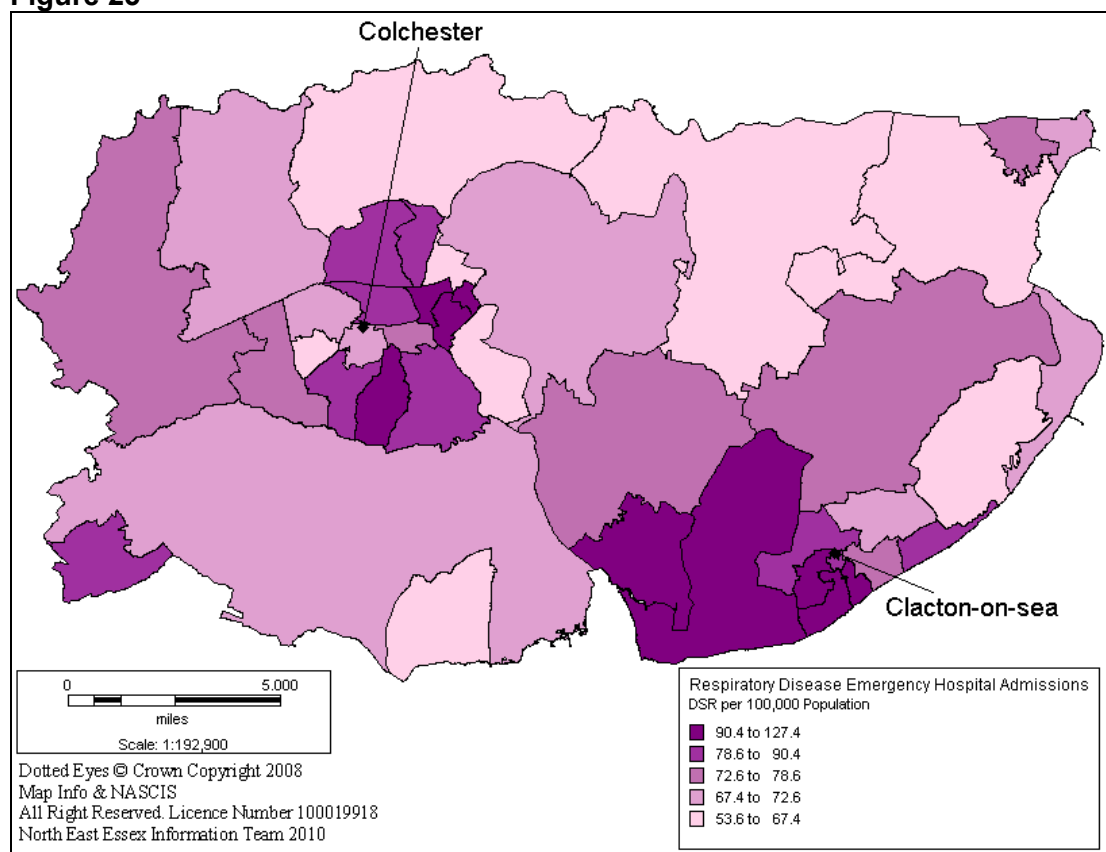 Colchester
Clacton-on-sea
0 5.000
miles
Scale: 1:192,900
Dotted Eyes © Crown Copyright 2008
Map Info & NASCIS
All Right Reserved. Licence Number 100019918
North East Essex Information Team 2010
Respiratory Disease Emergency Hospital Admissions
DSR per 100,000 Population
90.4 to 127.4
78.6 to 90.4
72.6 to 78.6
67.4 to 72.6
53.6 to 67.4